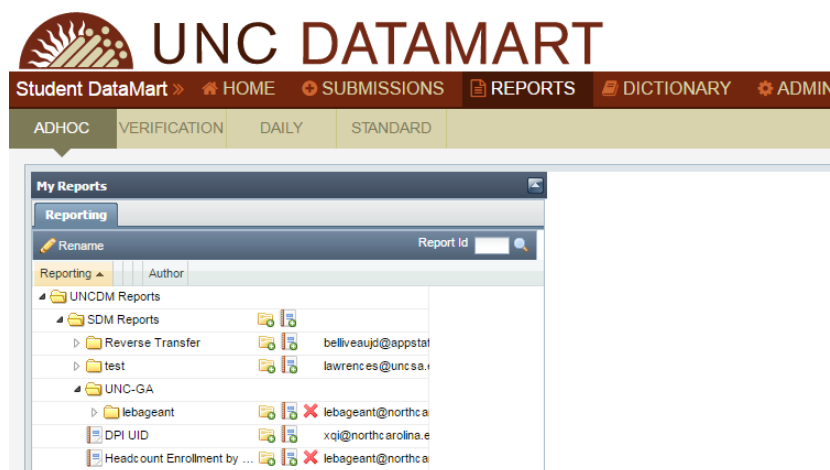 UNC DATAMART
Student DataMart » HOME SUBMISSIONS REPORTS DICTIONARY ADMIN
ADHOC VERIFICATION DAILY STANDARD
My Reports
Reporting
Rename Report Id
Reporting Author
UNCDM Reports
SDM Reports
Reverse Transfer belliveaujd@appstat
test lawrences@uncsa.e
UNC-GA
lebageant lebageant@northca
DPI UID xqi@northcarolina.e
Headcount Enrollment by ... lebageant@northca